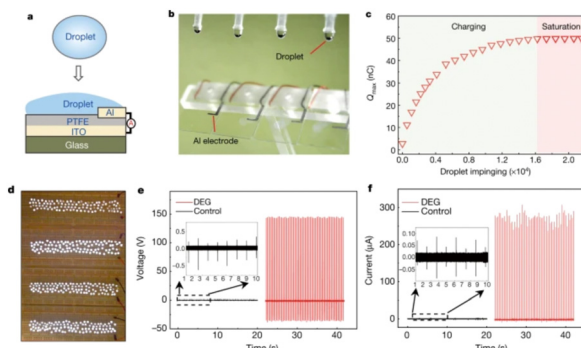 a
Droplet
Droplet
Al
PTFE
A
ITO
Glass
b
Droplet
Al electrode
c
Charging
Saturation
Qmax (nC)
60
50
40
30
20
10
0
0.0
0.4
0.8
1.2
1.6
2.0
Droplet impinging (×10⁴)
d
e
DEG
Control
Voltage (V)
150
100
50
0
−50
0.5
0.0
−0.5
1 2 3 4 5 6 7 8 9 10
0 10 20 30 40
Time (s)
f
DEG
Control
Current (μA)
300
200
100
0
0.10
0.05
0.00
−0.05
1 2 3 4 5 6 7 8 9 10
0 10 20 30 40
Time (s)